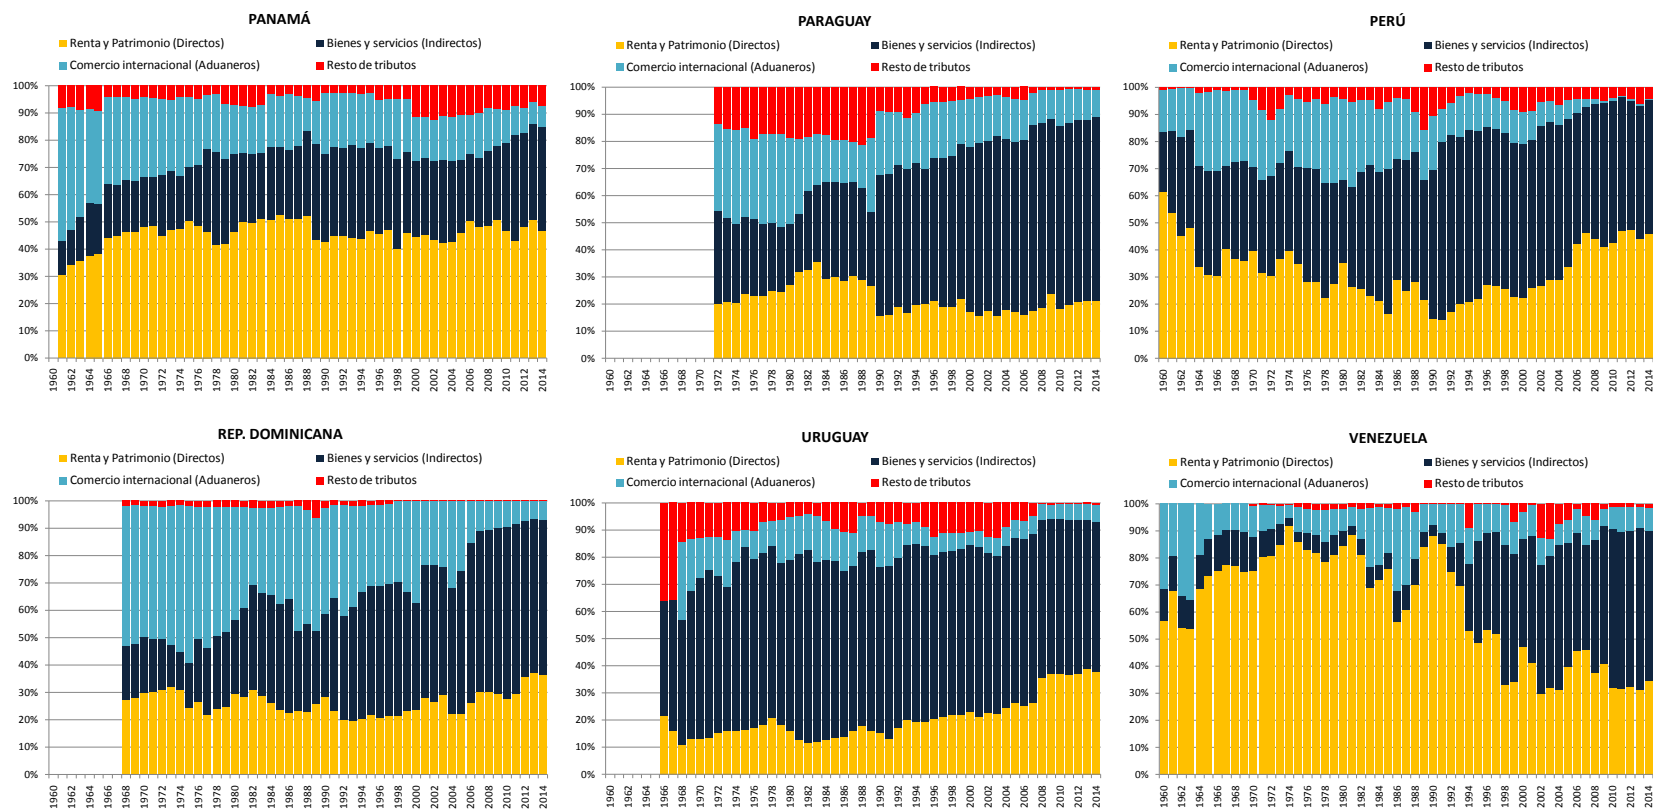 PANAMÁ
Renta y Patrimonio (Directos) Bienes y servicios (Indirectos)
Comercio internacional (Aduaneros) Resto de tributos
100%
90%
80%
70%
60%
50%
40%
30%
20%
10%
0%
1960 1962 1964 1966 1968 1970 1972 1974 1976 1978 1980 1982 1984 1986 1988 1990 1992 1994 1996 1998 2000 2002 2004 2006 2008 2010 2012 2014
PARAGUAY
Renta y Patrimonio (Directos) Bienes y servicios (Indirectos)
Comercio internacional (Aduaneros) Resto de tributos
100%
90%
80%
70%
60%
50%
40%
30%
20%
10%
0%
1960 1962 1964 1966 1968 1970 1972 1974 1976 1978 1980 1982 1984 1986 1988 1990 1992 1994 1996 1998 2000 2002 2004 2006 2008 2010 2012 2014
PERÚ
Renta y Patrimonio (Directos) Bienes y servicios (Indirectos)
Comercio internacional (Aduaneros) Resto de tributos
100%
90%
80%
70%
60%
50%
40%
30%
20%
10%
0%
1960 1962 1964 1966 1968 1970 1972 1974 1976 1978 1980 1982 1984 1986 1988 1990 1992 1994 1996 1998 2000 2002 2004 2006 2008 2010 2012 2014
REP. DOMINICANA
Renta y Patrimonio (Directos) Bienes y servicios (Indirectos)
Comercio internacional (Aduaneros) Resto de tributos
100%
90%
80%
70%
60%
50%
40%
30%
20%
10%
0%
1960 1962 1964 1966 1968 1970 1972 1974 1976 1978 1980 1982 1984 1986 1988 1990 1992 1994 1996 1998 2000 2002 2004 2006 2008 2010 2012 2014
URUGUAY
Renta y Patrimonio (Directos) Bienes y servicios (Indirectos)
Comercio internacional (Aduaneros) Resto de tributos
100%
90%
80%
70%
60%
50%
40%
30%
20%
10%
0%
1960 1962 1964 1966 1968 1970 1972 1974 1976 1978 1980 1982 1984 1986 1988 1990 1992 1994 1996 1998 2000 2002 2004 2006 2008 2010 2012 2014
VENEZUELA
Renta y Patrimonio (Directos) Bienes y servicios (Indirectos)
Comercio internacional (Aduaneros) Resto de tributos
100%
90%
80%
70%
60%
50%
40%
30%
20%
10%
0%
1960 1962 1964 1966 1968 1970 1972 1974 1976 1978 1980 1982 1984 1986 1988 1990 1992 1994 1996 1998 2000 2002 2004 2006 2008 2010 2012 2014